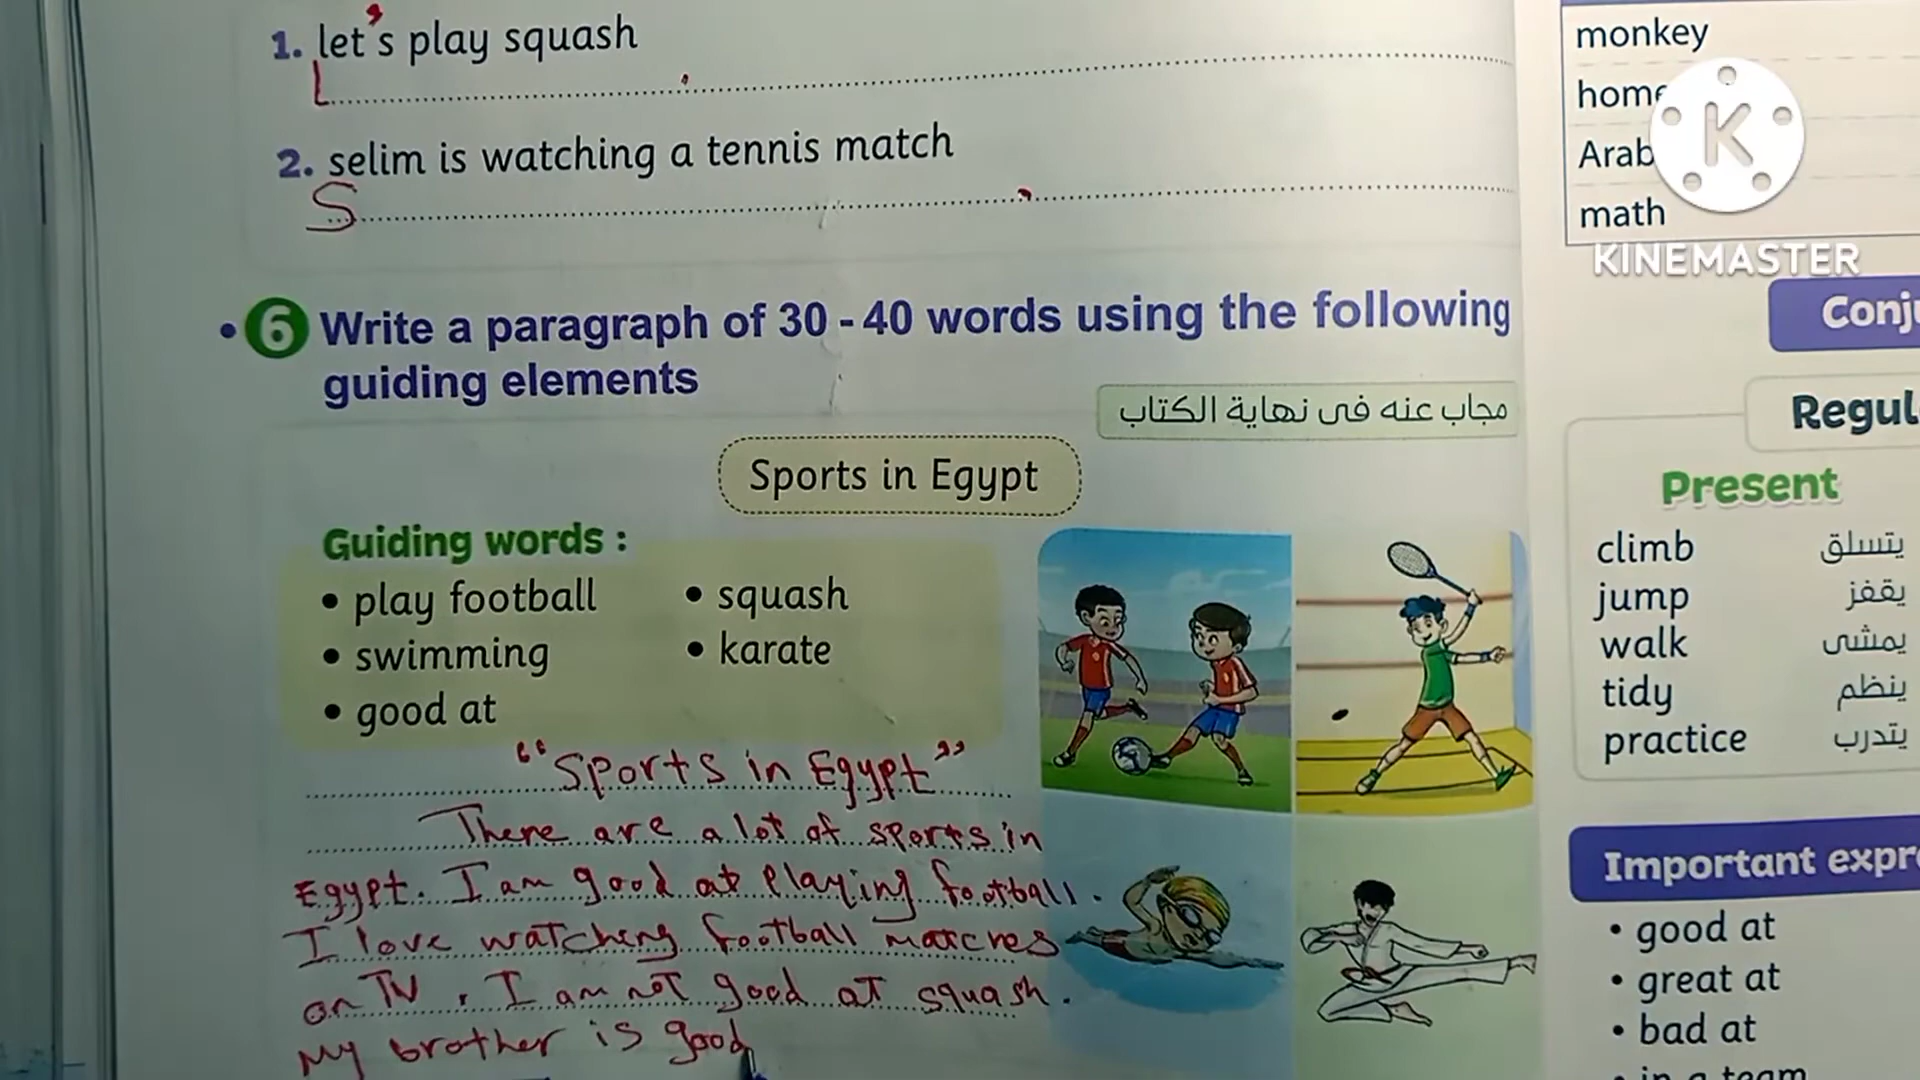 1. let's play squash
L .
2. selim is watching a tennis match
S .
6 Write a paragraph of 30 - 40 words using the following
guiding elements
مجاب عنه فى نهاية الكتاب
Sports in Egypt
Guiding words :
• play football
• squash
• swimming
• karate
• good at
"Sports in Egypt"
There are a lot of sports in
Egypt. I am good at playing football.
I love watching football matches
on TV. I am not good at squash.
My brother is good
monkey
home
Arab
math
KINEMASTER
Conju
Regul
Present
climb يتسلق
jump يقفز
walk يمشى
tidy ينظم
practice يتدرب
Important expre
• good at
• great at
• bad at
• in a team